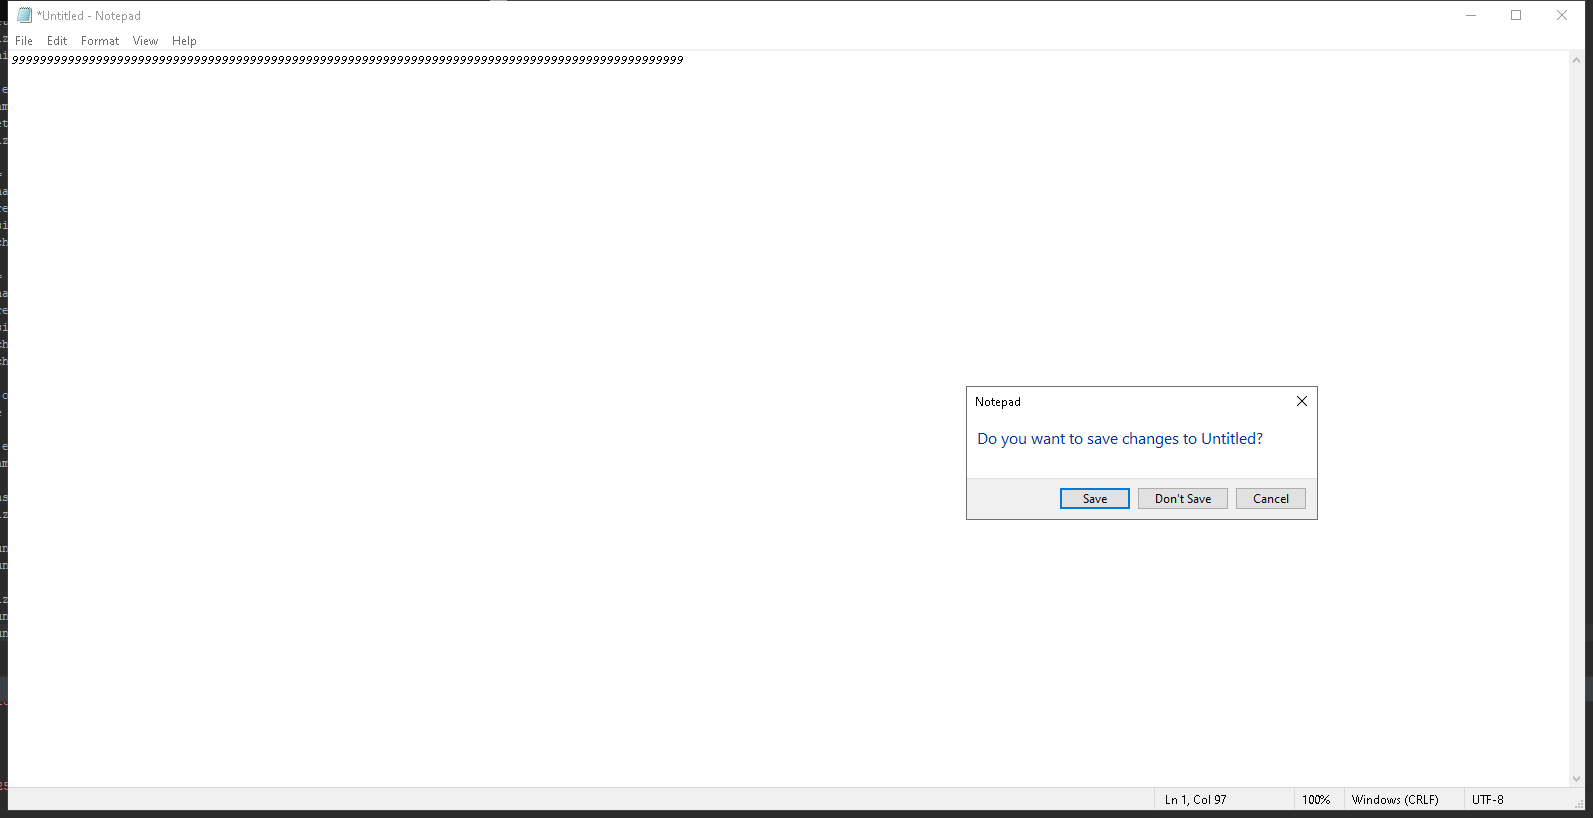 *Untitled - Notepad
File Edit Format View Help
999999999999999999999999999999999999999999999999999999999999999999999999999999999999999999999999
Notepad
Do you want to save changes to Untitled?
Save Don't Save Cancel
Ln 1, Col 97 100% Windows (CRLF) UTF-8